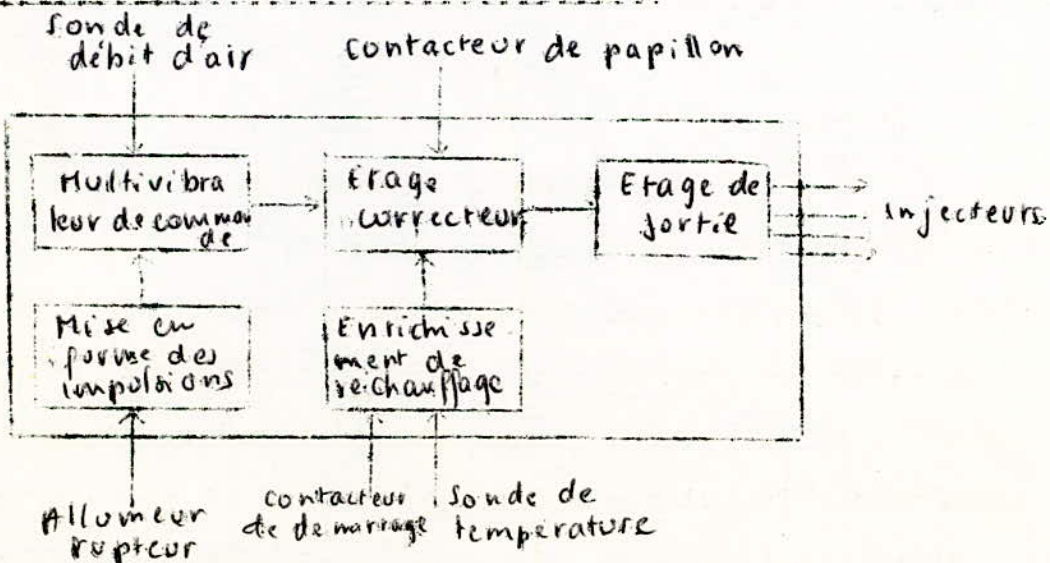 Sonde de
débit d'air
contacteur de papillon
Multivibra
teur de comman
de
Etage
correcteur
Etage de
sortie
injecteurs
Mise en
forme des
impulsions
Enrichisse
ment de
réchauffage
Allumeur
rupteur
contacteur
de demarrage
Sonde de
température